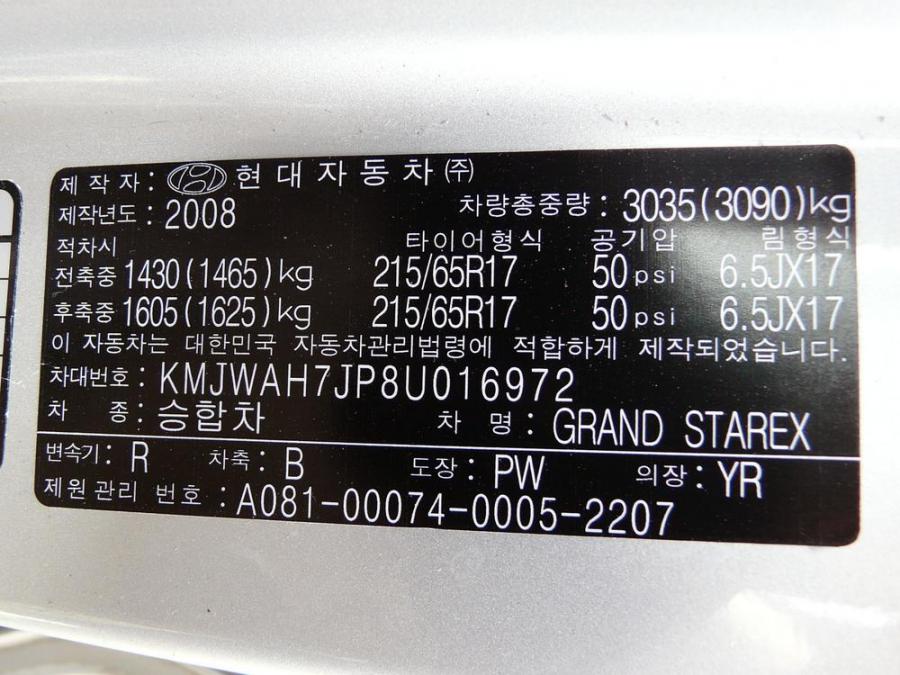 제 작 자 : 현대자동차㈜
제작년도 : 2008 차량총중량 : 3035(3090)kg
적차시 타이어형식 공기압 림형식
전축중 1430(1465)kg 215/65R17 50psi 6.5JX17
후축중 1605(1625)kg 215/65R17 50psi 6.5JX17
이 자동차는 대한민국 자동차관리법령에 적합하게 제작되었습니다.
차대번호 : KMJWAH7JP8U016972
차 종 : 승합차 차 명 : GRAND STAREX
변속기 : R 차축 : B 도장 : PW 의장 : YR
제원관리 번호 : A081-00074-0005-2207